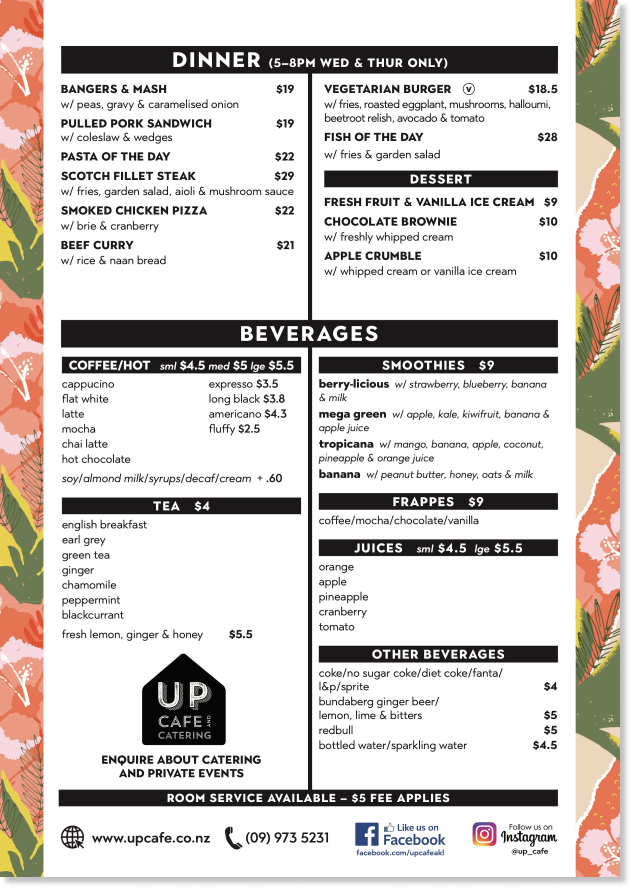 DINNER (5–8PM WED & THUR ONLY)
BANGERS & MASH $19
w/ peas, gravy & caramelised onion
PULLED PORK SANDWICH $19
w/ coleslaw & wedges
PASTA OF THE DAY $22
SCOTCH FILLET STEAK $29
w/ fries, garden salad, aioli & mushroom sauce
SMOKED CHICKEN PIZZA $22
w/ brie & cranberry
BEEF CURRY $21
w/ rice & naan bread
VEGETARIAN BURGER Ⓥ $18.5
w/ fries, roasted eggplant, mushrooms, halloumi,
beetroot relish, avocado & tomato
FISH OF THE DAY $28
w/ fries & garden salad
DESSERT
FRESH FRUIT & VANILLA ICE CREAM $9
CHOCOLATE BROWNIE $10
w/ freshly whipped cream
APPLE CRUMBLE $10
w/ whipped cream or vanilla ice cream
BEVERAGES
COFFEE/HOT sml $4.5 med $5 lge $5.5
cappucino expresso $3.5
flat white long black $3.8
latte americano $4.3
mocha fluffy $2.5
chai latte
hot chocolate
soy/almond milk/syrups/decaf/cream + .60
TEA $4
english breakfast
earl grey
green tea
ginger
chamomile
peppermint
blackcurrant
fresh lemon, ginger & honey $5.5
UP
CAFE AND
CATERING
ENQUIRE ABOUT CATERING
AND PRIVATE EVENTS
SMOOTHIES $9
berry-licious w/ strawberry, blueberry, banana
& milk
mega green w/ apple, kale, kiwifruit, banana &
apple juice
tropicana w/ mango, banana, apple, coconut,
pineapple & orange juice
banana w/ peanut butter, honey, oats & milk
FRAPPES $9
coffee/mocha/chocolate/vanilla
JUICES sml $4.5 lge $5.5
orange
apple
pineapple
cranberry
tomato
OTHER BEVERAGES
coke/no sugar coke/diet coke/fanta/
l&p/sprite $4
bundaberg ginger beer/
lemon, lime & bitters $5
redbull $5
bottled water/sparkling water $4.5
ROOM SERVICE AVAILABLE – $5 FEE APPLIES
www.upcafe.co.nz
(09) 973 5231
Like us on
Facebook
facebook.com/upcafeakl
Follow us on
Instagram
@up_cafe